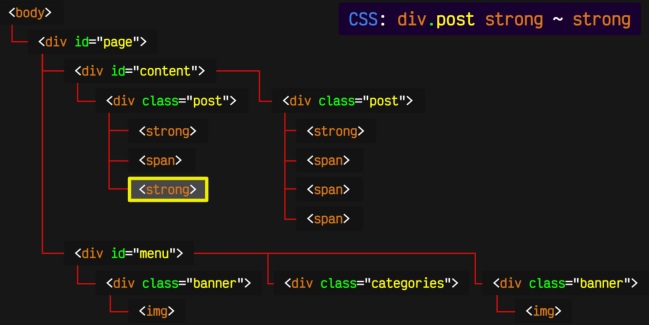 <body>
CSS: div.post strong ~ strong
<div id="page">
<div id="content">
<div class="post"> <div class="post">
<strong> <strong>
<span> <span>
<strong> <span>
<span>
<div id="menu">
<div class="banner"> <div class="categories"> <div class="banner">
<img> <img>